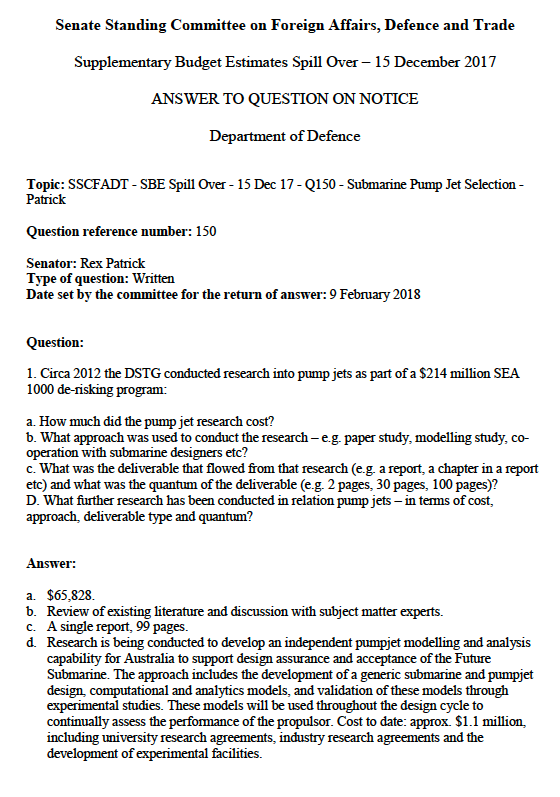 Senate Standing Committee on Foreign Affairs, Defence and Trade
Supplementary Budget Estimates Spill Over – 15 December 2017
ANSWER TO QUESTION ON NOTICE
Department of Defence
Topic: SSCFADT - SBE Spill Over - 15 Dec 17 - Q150 - Submarine Pump Jet Selection -
Patrick
Question reference number: 150
Senator: Rex Patrick
Type of question: Written
Date set by the committee for the return of answer: 9 February 2018
Question:
1. Circa 2012 the DSTG conducted research into pump jets as part of a $214 million SEA
1000 de-risking program:
a. How much did the pump jet research cost?
b. What approach was used to conduct the research – e.g. paper study, modelling study, co-
operation with submarine designers etc?
c. What was the deliverable that flowed from that research (e.g. a report, a chapter in a report
etc) and what was the quantum of the deliverable (e.g. 2 pages, 30 pages, 100 pages)?
D. What further research has been conducted in relation pump jets – in terms of cost,
approach, deliverable type and quantum?
Answer:
a. $65,828.
b. Review of existing literature and discussion with subject matter experts.
c. A single report, 99 pages.
d. Research is being conducted to develop an independent pumpjet modelling and analysis
capability for Australia to support design assurance and acceptance of the Future
Submarine. The approach includes the development of a generic submarine and pumpjet
design, computational and analytics models, and validation of these models through
experimental studies. These models will be used throughout the design cycle to
continually assess the performance of the propulsor. Cost to date: approx. $1.1 million,
including university research agreements, industry research agreements and the
development of experimental facilities.